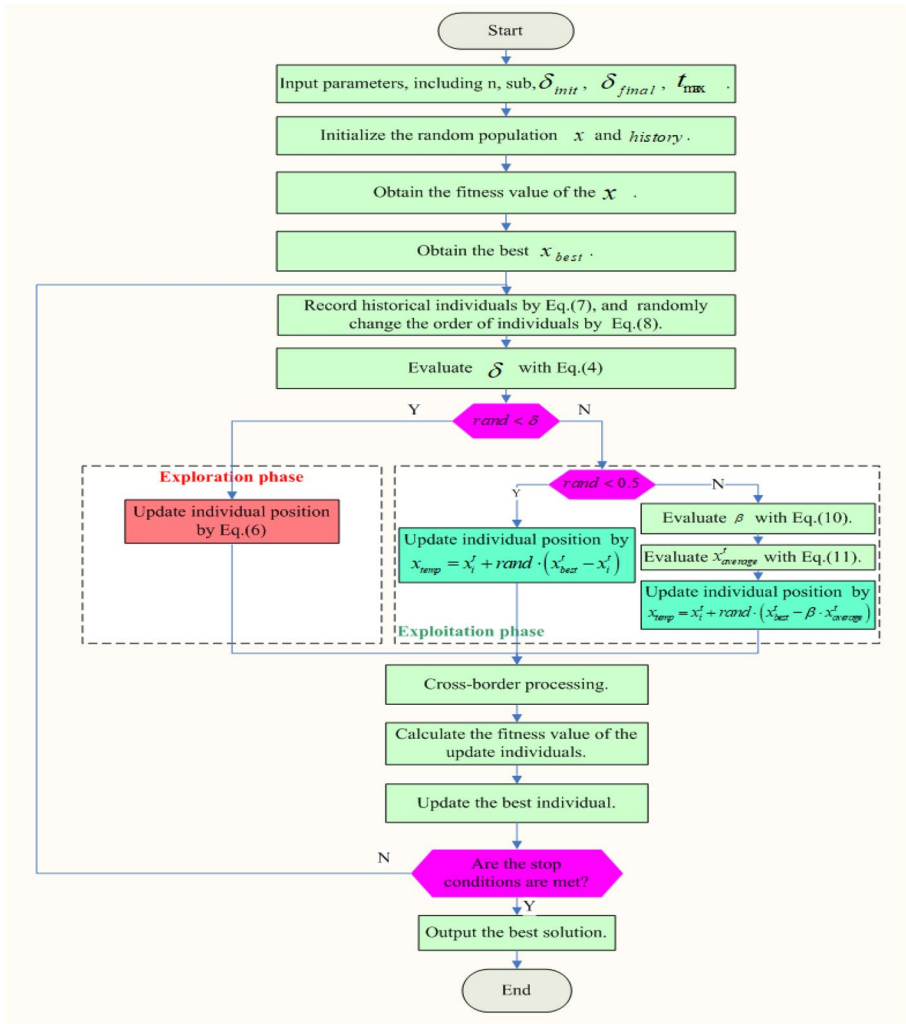 Start
Input parameters, including n, sub, δ_init, δ_final, t_max .
Initialize the random population x and history.
Obtain the fitness value of the x .
Obtain the best x_best.
Record historical individuals by Eq.(7), and randomly
change the order of individuals by Eq.(8).
Evaluate δ with Eq.(4)
Y
rand < δ
N
Exploration phase
Update individual position
by Eq.(6)
rand < 0.5
Y
N
Update individual position by
x_temp = x_i^t + rand · (x_best^t − x_i^t)
Evaluate β with Eq.(10).
Evaluate x_average^t with Eq.(11).
Update individual position by
x_temp = x_i^t + rand · (x_best^t − β · x_average^t)
Exploitation phase
Cross-border processing.
Calculate the fitness value of the
update individuals.
Update the best individual.
N
Are the stop
conditions are met?
Y
Output the best solution.
End